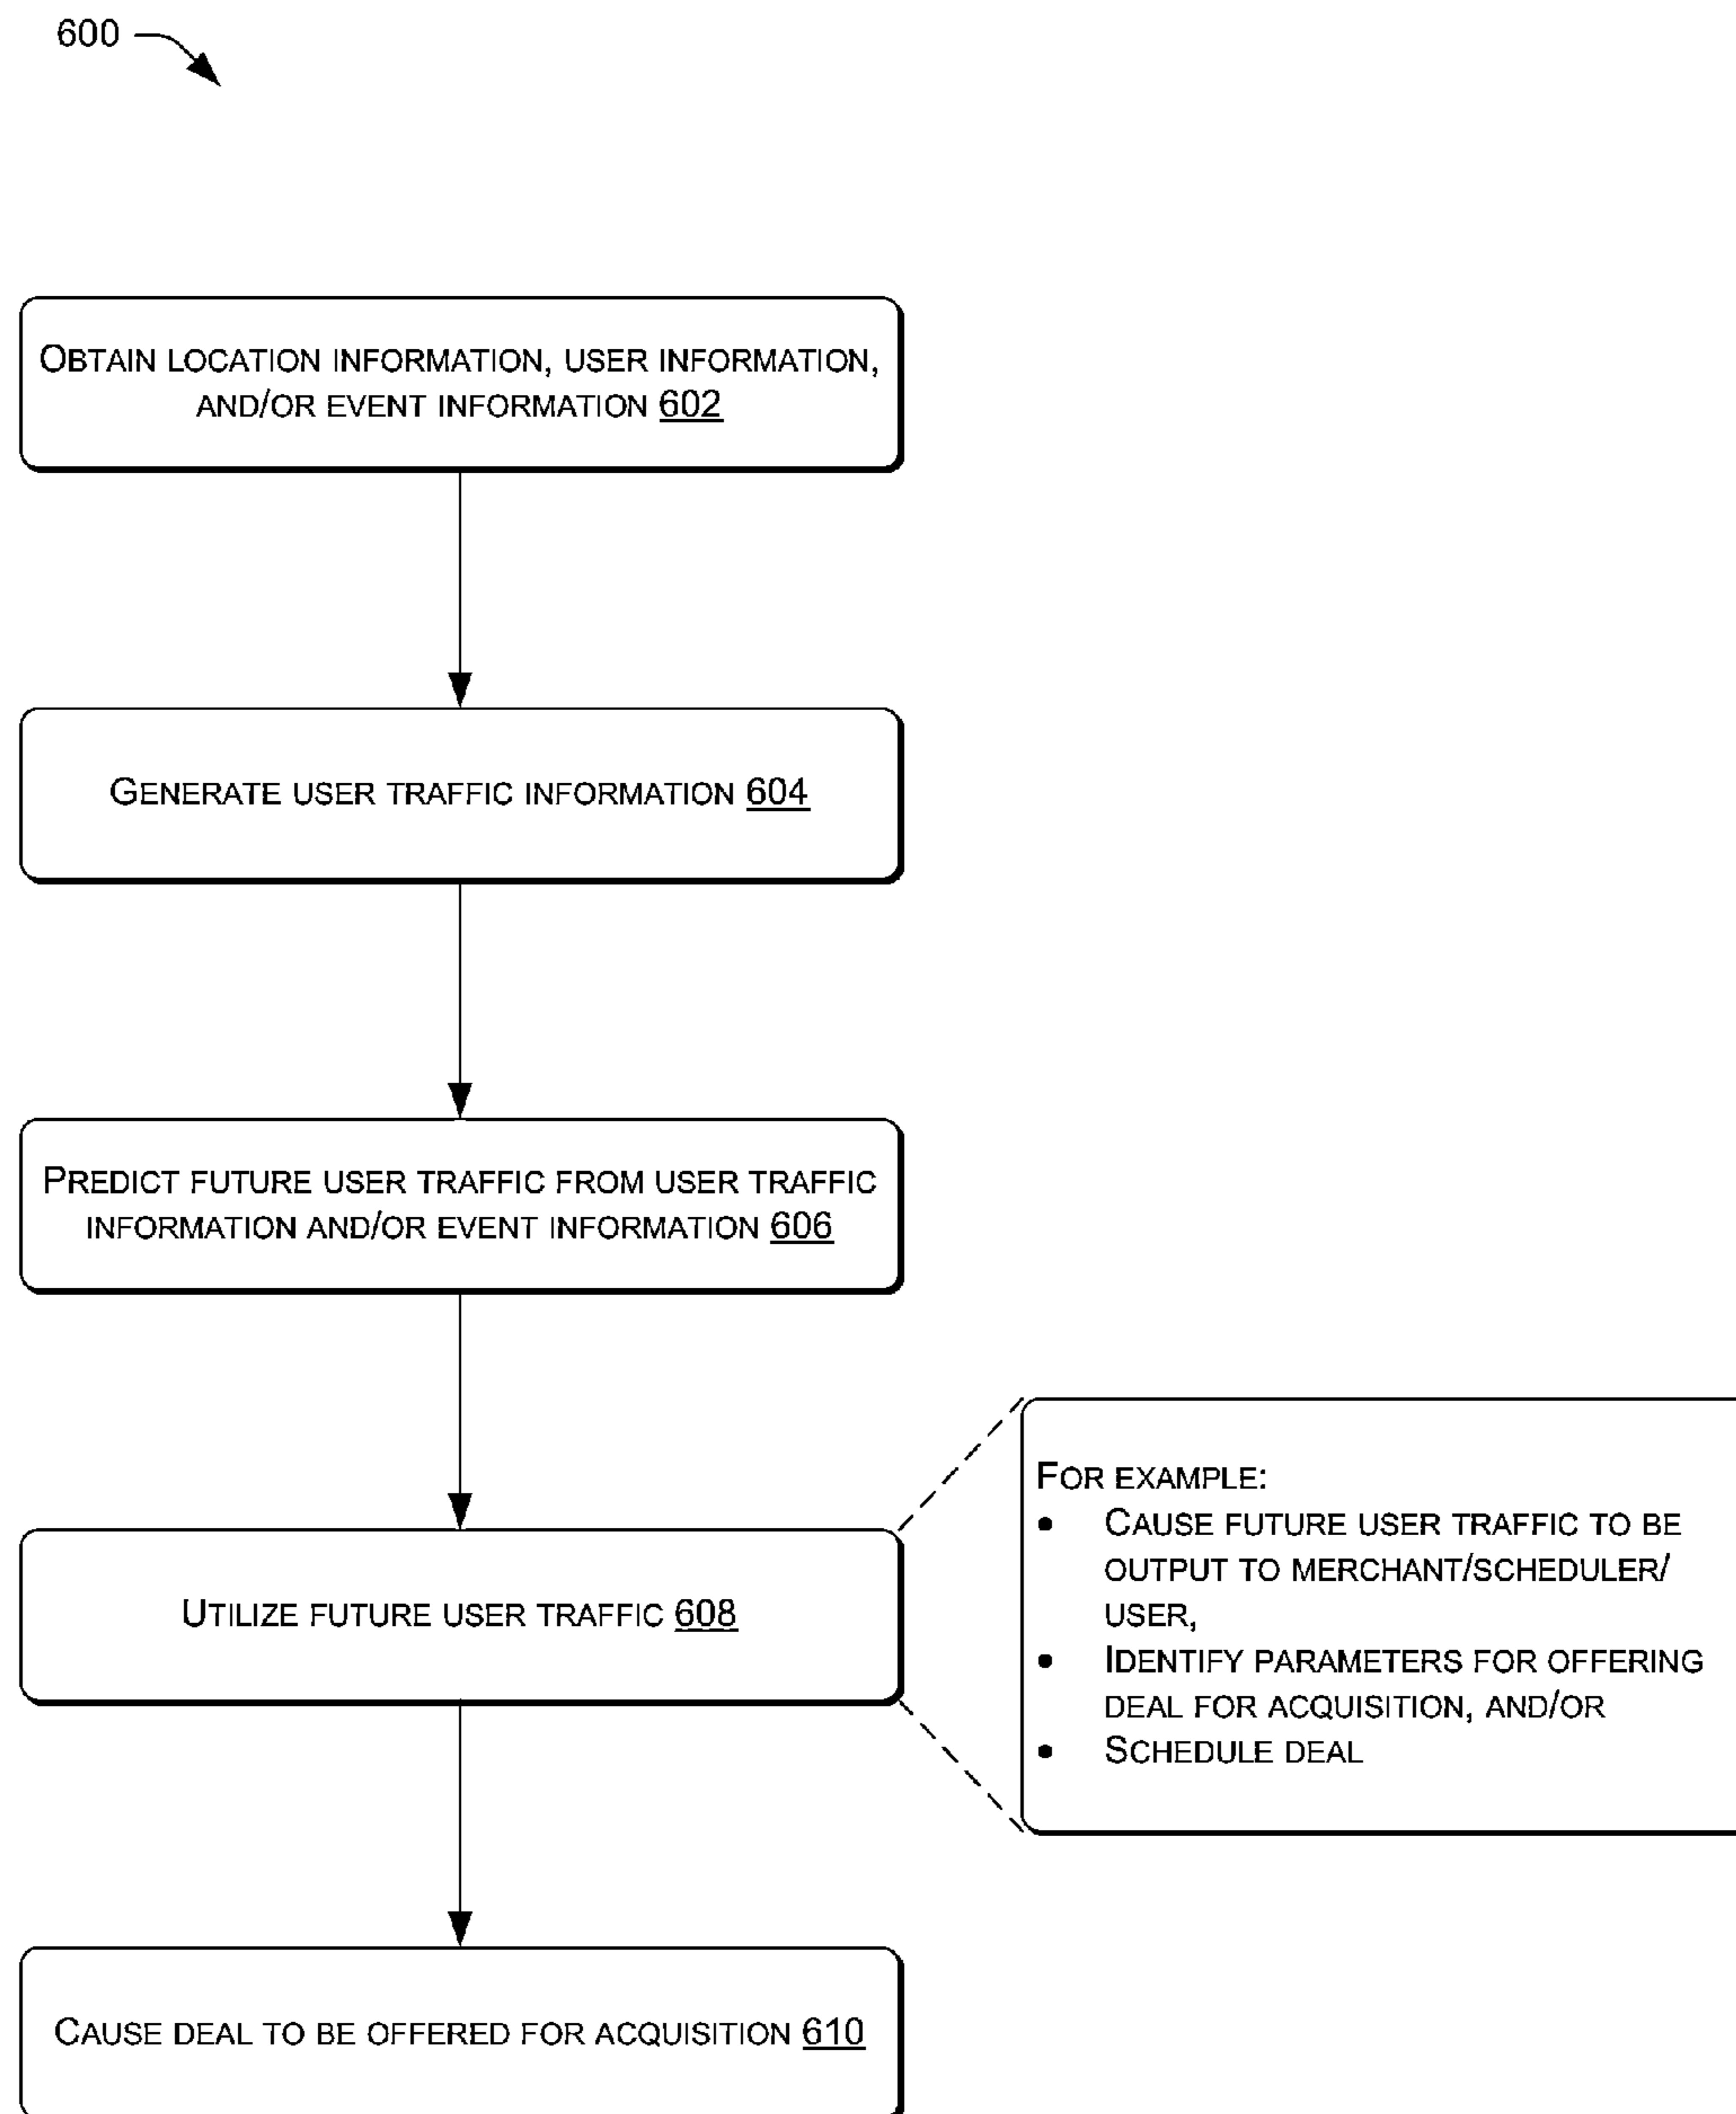 600
OBTAIN LOCATION INFORMATION, USER INFORMATION,
AND/OR EVENT INFORMATION 602
GENERATE USER TRAFFIC INFORMATION 604
PREDICT FUTURE USER TRAFFIC FROM USER TRAFFIC
INFORMATION AND/OR EVENT INFORMATION 606
UTILIZE FUTURE USER TRAFFIC 608
FOR EXAMPLE:
• CAUSE FUTURE USER TRAFFIC TO BE
OUTPUT TO MERCHANT/SCHEDULER/
USER,
• IDENTIFY PARAMETERS FOR OFFERING
DEAL FOR ACQUISITION, AND/OR
• SCHEDULE DEAL
CAUSE DEAL TO BE OFFERED FOR ACQUISITION 610